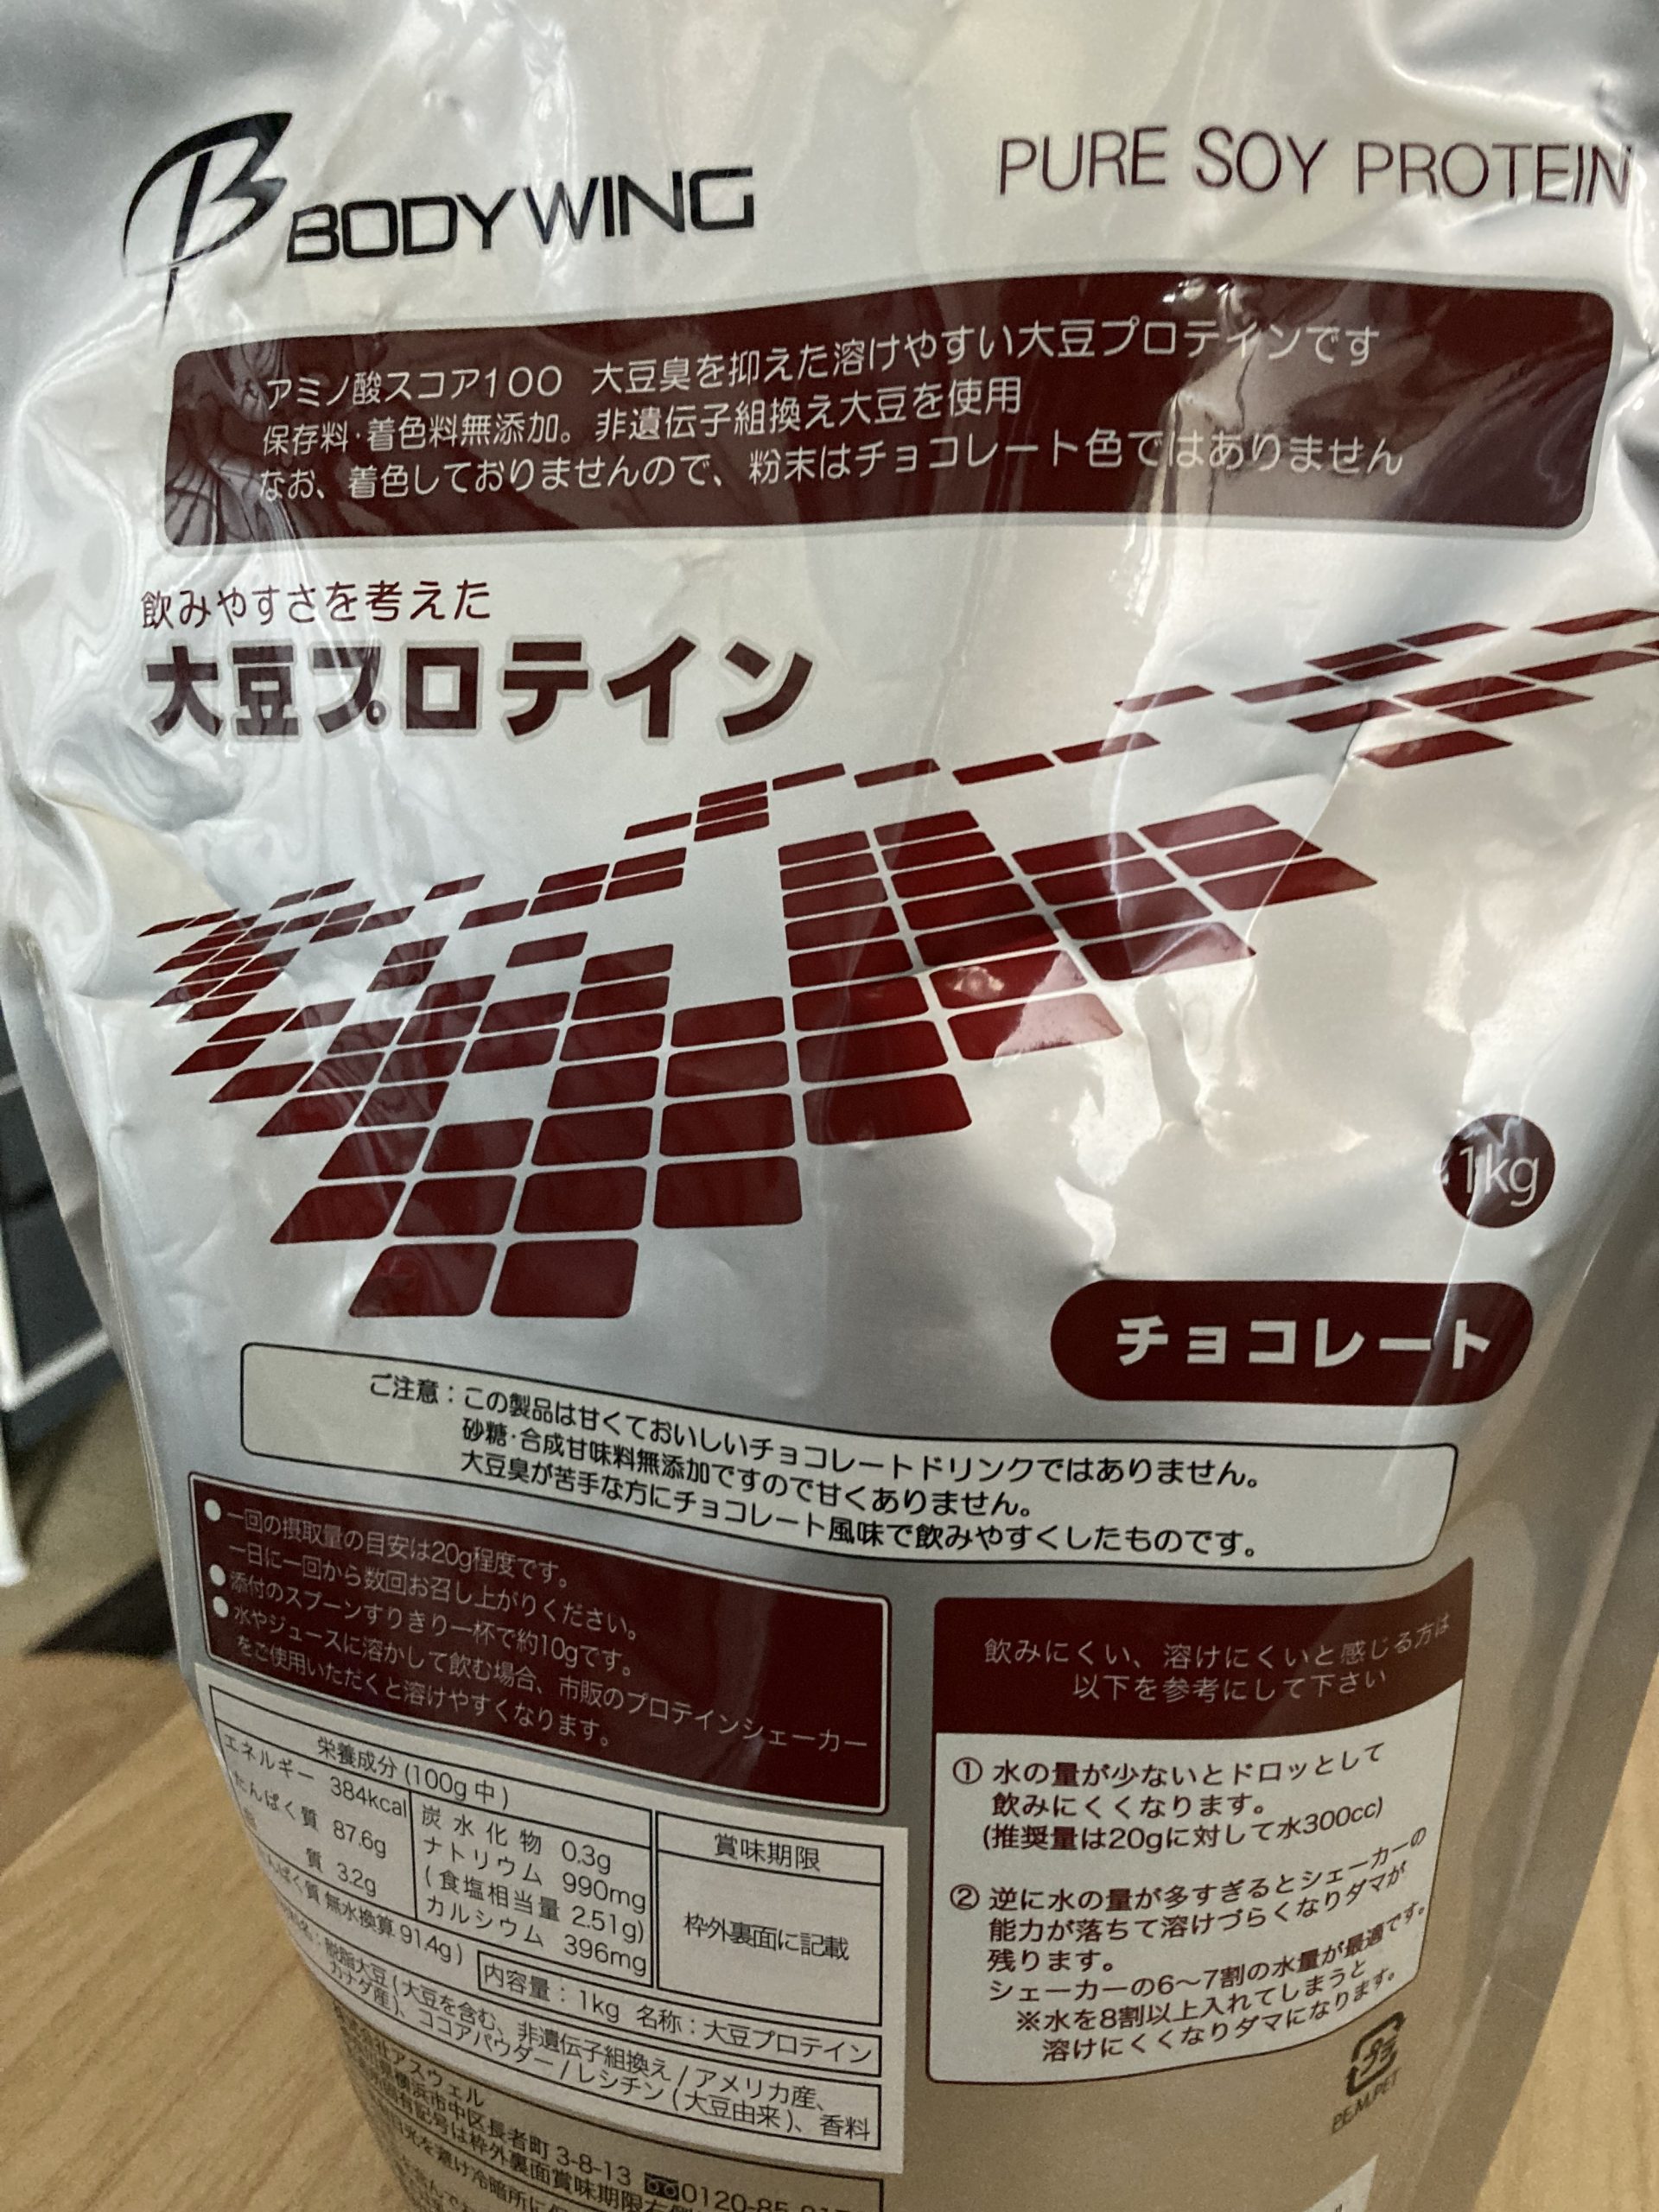 BODYWING
PURE SOY PROTEIN
アミノ酸スコア100 大豆臭を抑えた溶けやすい大豆プロテインです
保存料・着色料無添加。非遺伝子組換え大豆を使用
なお、着色しておりませんので、粉末はチョコレート色ではありません
飲みやすさを考えた
大豆プロテイン
1kg
チョコレート
ご注意：この製品は甘くておいしいチョコレートドリンクではありません。
砂糖・合成甘味料無添加ですので甘くありません。
大豆臭が苦手な方にチョコレート風味で飲みやすくしたものです。
●一回の摂取量の目安は20g程度です。
一日に一回から数回お召し上がりください。
●添付のスプーンすりきり一杯で約10gです。
●水やジュースに溶かして飲む場合、市販のプロテインシェーカー
をご使用いただくと溶けやすくなります。
栄養成分(100g中)
エネルギー 384kcal
たんぱく質 87.6g
質 3.2g
無水換算 91.4g)
炭水化物 0.3g
ナトリウム 990mg
(食塩相当量 2.51g)
カルシウム 396mg
賞味期限
枠外裏面に記載
内容量：1kg 名称：大豆プロテイン
脱脂大豆(大豆を含む、非遺伝子組換え/アメリカ産、
カナダ産)、ココアパウダー/レシチン(大豆由来)、香料
アスウェル
横浜市中区長者町 3-8-13 0120-85-
固有記号は枠外裏面賞味期限
日光を避け冷暗所に
飲みにくい、溶けにくいと感じる方は
以下を参考にして下さい
① 水の量が少ないとドロッとして
飲みにくくなります。
(推奨量は20gに対して水300cc)
② 逆に水の量が多すぎるとシェーカーの
能力が落ちて溶けづらくなりダマが
残ります。
シェーカーの6〜7割の水量が最適です。
※水を8割以上入れてしまうと
溶けにくくなりダマになります。
プラ
PE,M,PET